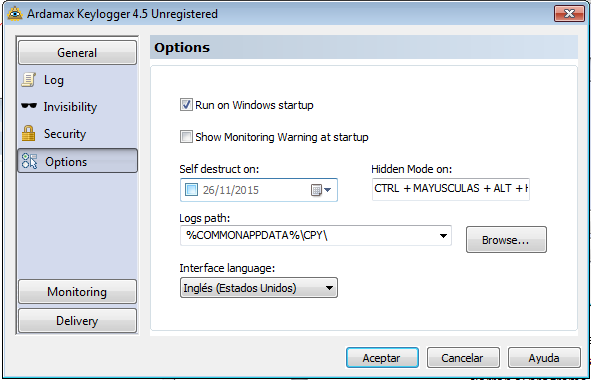 Ardamax Keylogger 4.5 Unregistered
General
Log
Invisibility
Security
Options
Monitoring
Delivery
Options
Run on Windows startup
Show Monitoring Warning at startup
Self destruct on:
Hidden Mode on:
26/11/2015
CTRL + MAYUSCULAS + ALT +
Logs path:
%COMMONAPPDATA%\CPY\
Browse...
Interface language:
Inglés (Estados Unidos)
Aceptar
Cancelar
Ayuda